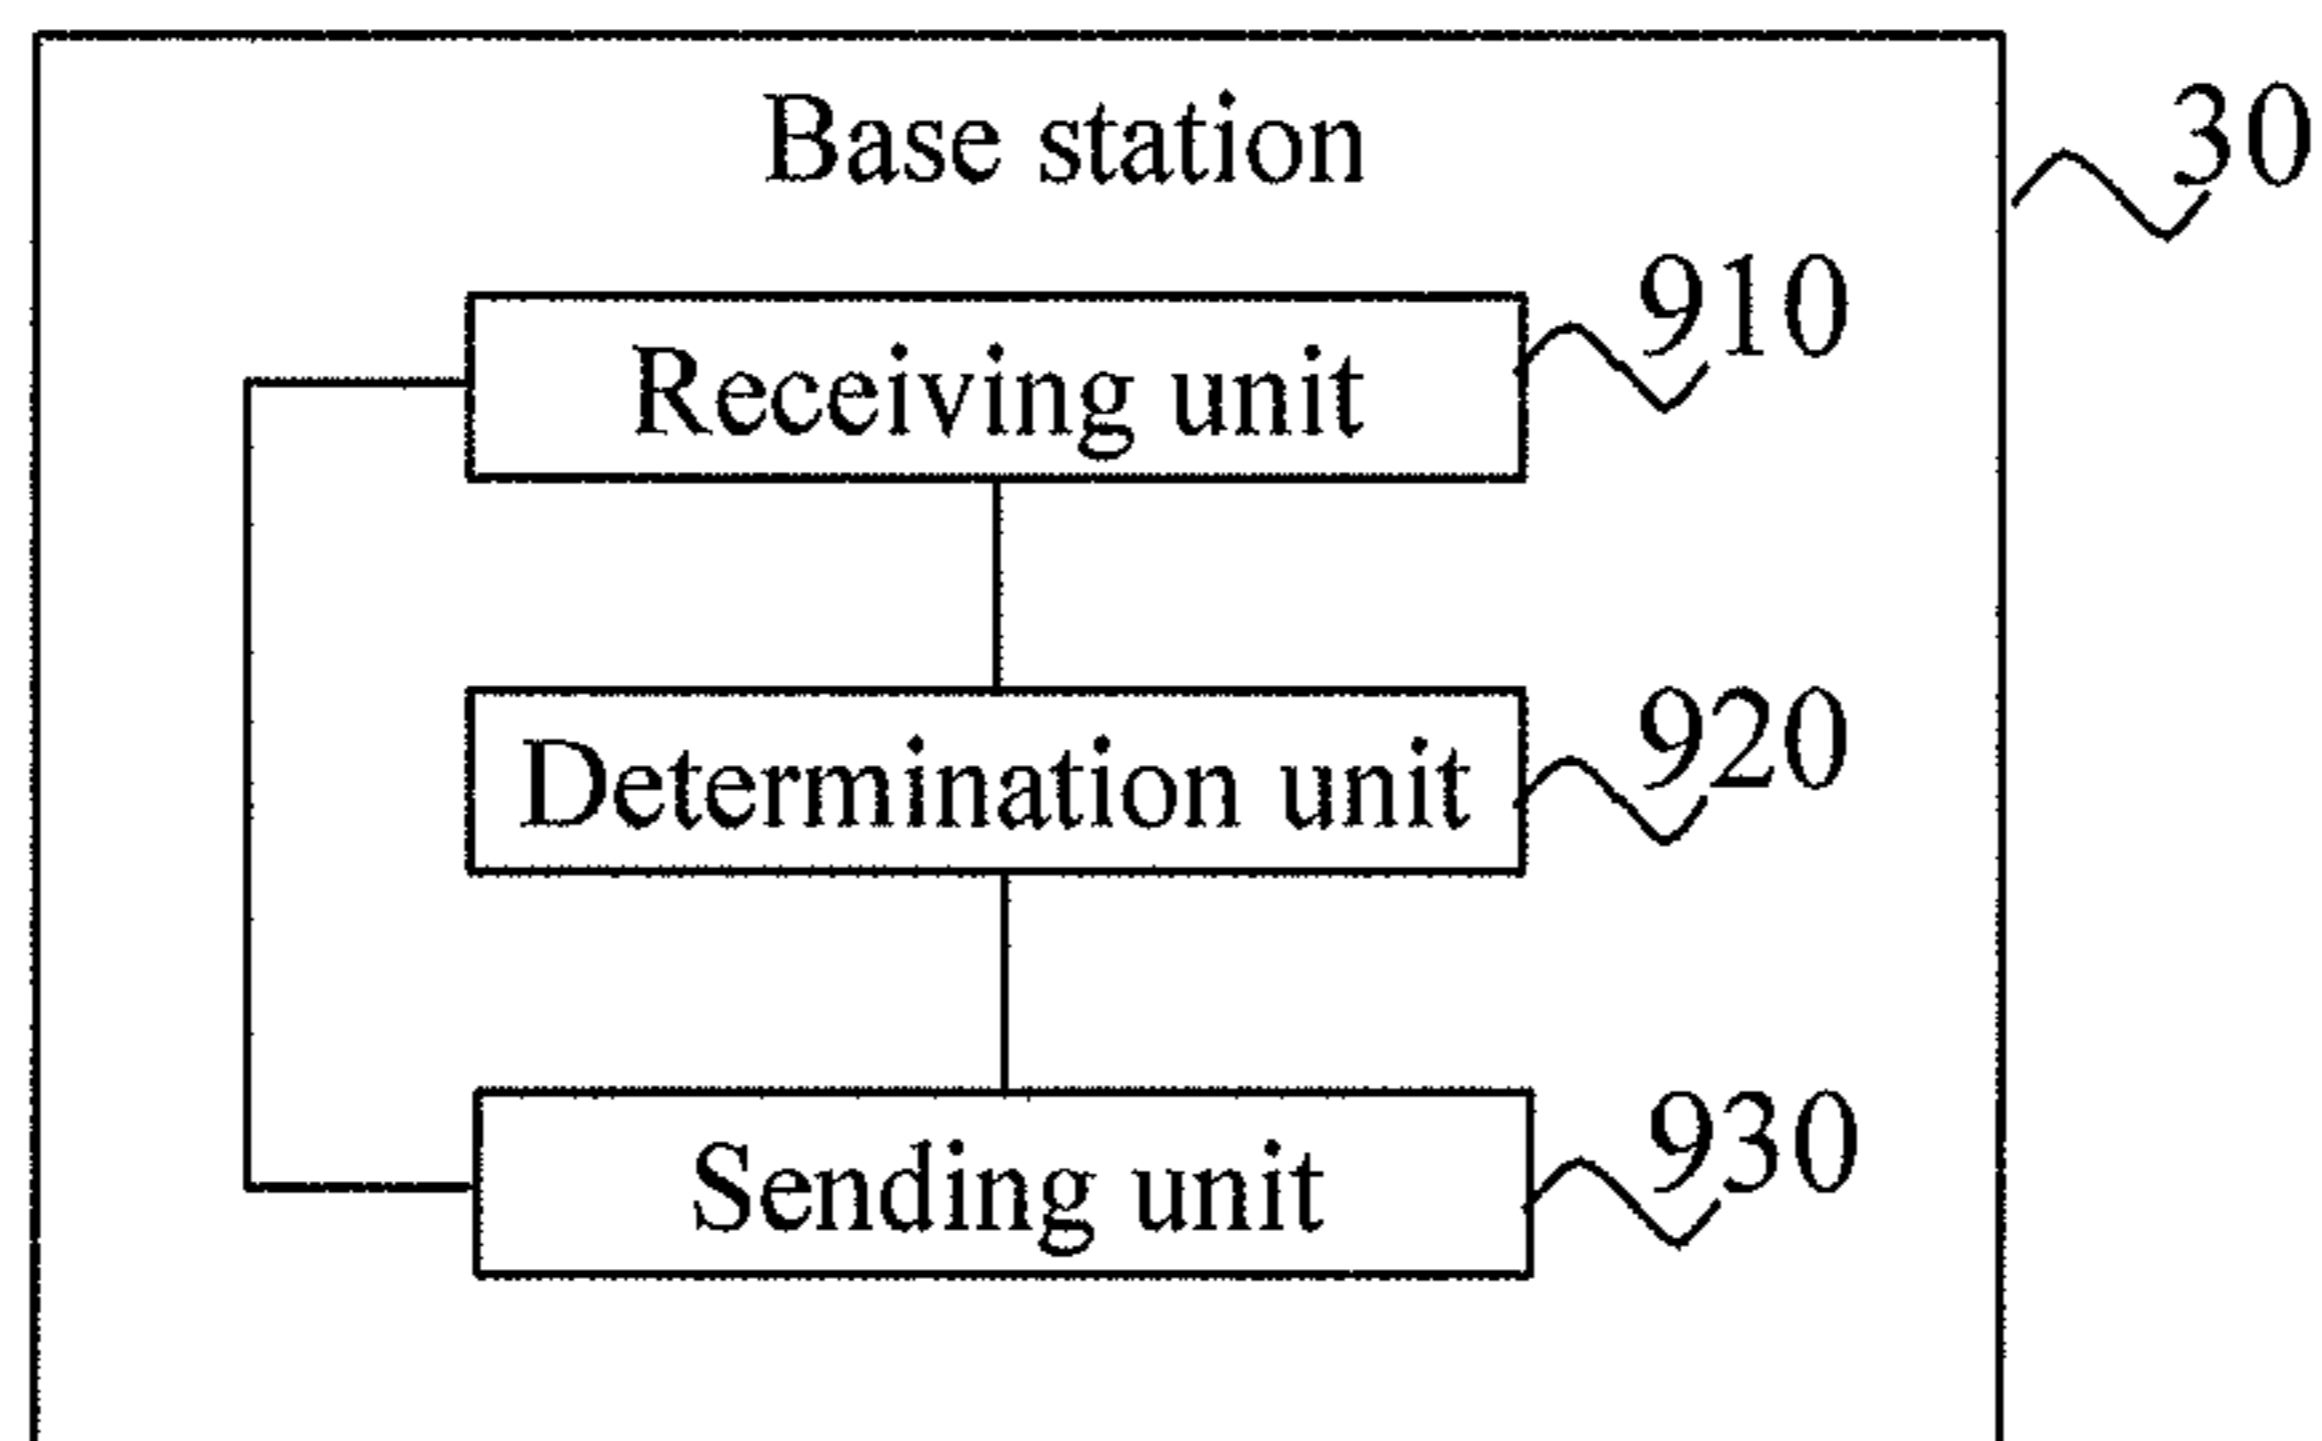 Base station
30
Receiving unit
910
Determination unit
920
Sending unit
930